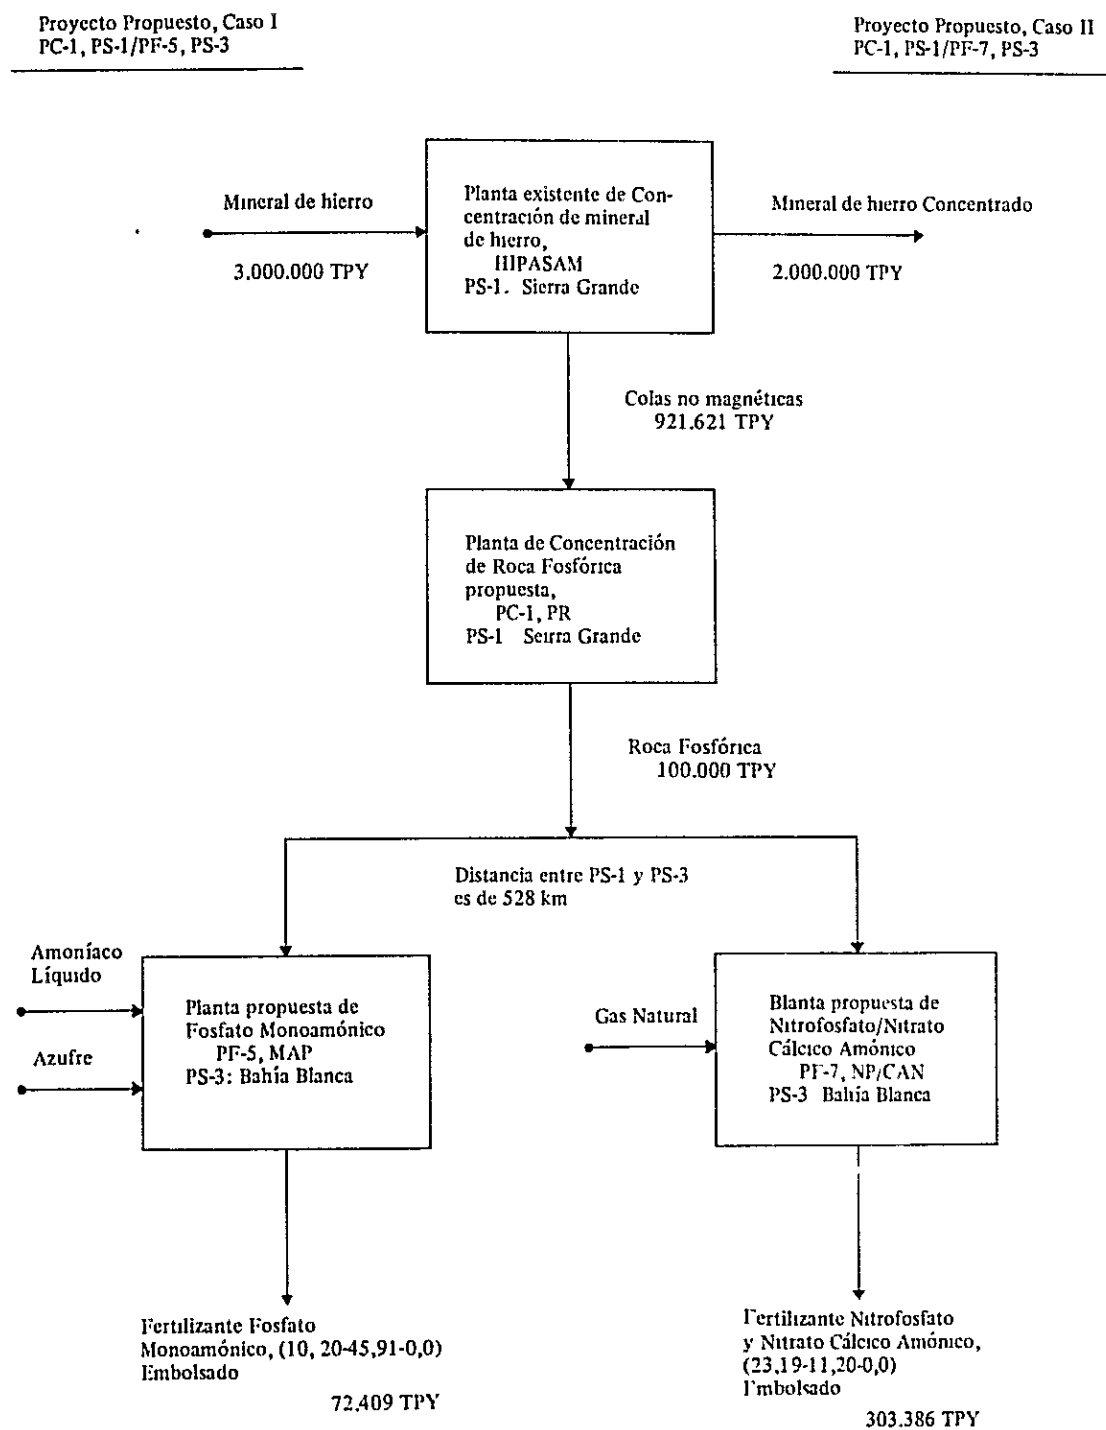 Proyecto Propuesto, Caso I
PC-1, PS-1/PF-5, PS-3
Proyecto Propuesto, Caso II
PC-1, PS-1/PF-7, PS-3
Mineral de hierro
3.000.000 TPY
Planta existente de Con-
centración de mineral
de hierro,
HIPASAM
PS-1. Sierra Grande
Mineral de hierro Concentrado
2.000.000 TPY
Colas no magnéticas
921.621 TPY
Planta de Concentración
de Roca Fosfórica
propuesta,
PC-1, PR
PS-1 Seirra Grande
Roca Fosfórica
100.000 TPY
Distancia entre PS-1 y PS-3
es de 528 km
Amoníaco
Líquido
Azufre
Planta propuesta de
Fosfato Monoamónico
PF-5, MAP
PS-3: Bahía Blanca
Gas Natural
Blanta propuesta de
Nitrofosfato/Nitrato
Cálcico Amónico
PF-7, NP/CAN
PS-3 Bahía Blanca
Fertilizante Fosfato
Monoamónico, (10, 20-45,91-0,0)
Embolsado
72.409 TPY
Fertilizante Nitrofosfato
y Nitrato Cálcico Amónico,
(23,19-11,20-0,0)
Embolsado
303.386 TPY